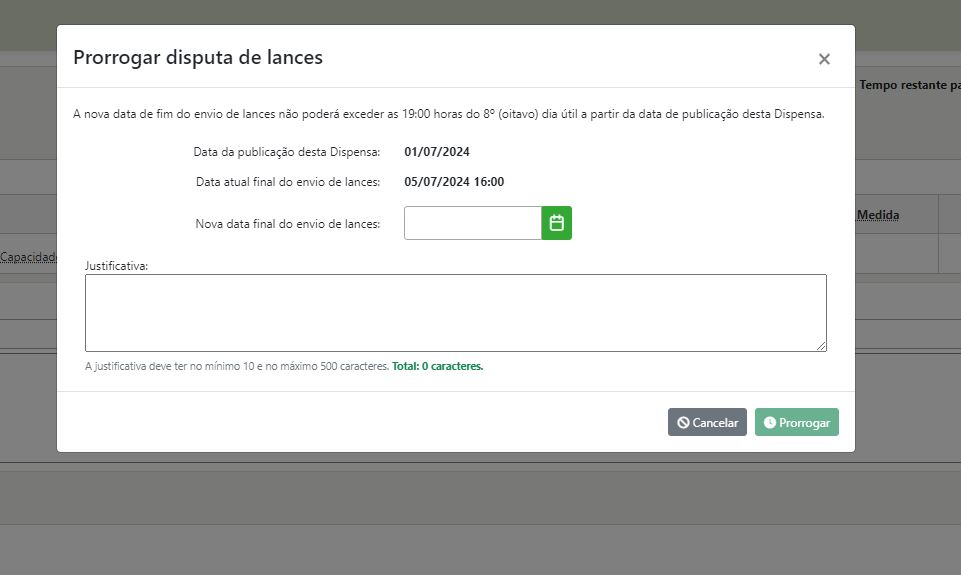 Prorrogar disputa de lances
Tempo restante pa
A nova data de fim do envio de lances não poderá exceder as 19:00 horas do 8º (oitavo) dia útil a partir da data de publicação desta Dispensa.
Data da publicação desta Dispensa: 01/07/2024
Data atual final do envio de lances: 05/07/2024 16:00
Medida
Nova data final do envio de lances:
Capacidade
Justificativa:
A justificativa deve ter no mínimo 10 e no máximo 500 caracteres. Total: 0 caracteres.
Cancelar
Prorrogar